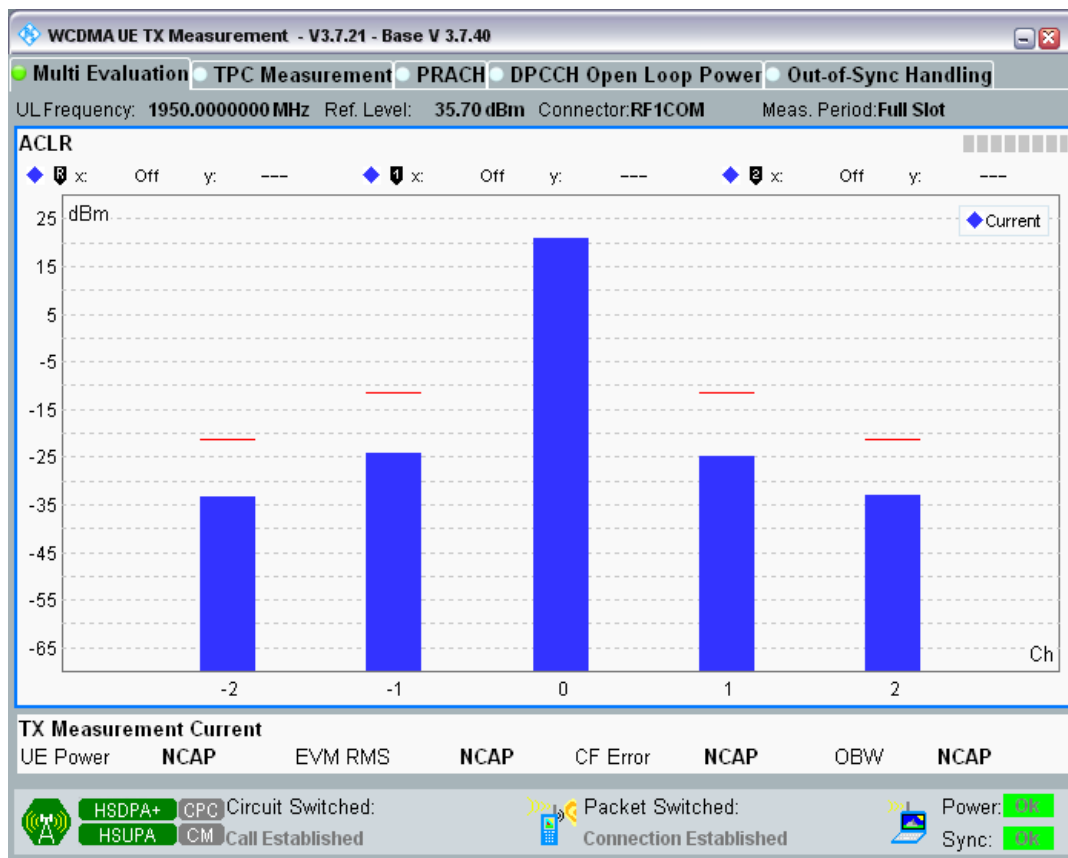 WCDMA UE TX Measurement - V3.7.21 - Base V 3.7.40
Multi Evaluation TPC Measurement PRACH DPCCH Open Loop Power Out-of-Sync Handling
UL Frequency: 1950.0000000 MHz Ref. Level: 35.70 dBm Connector:RF1COM Meas. Period:Full Slot
ACLR
R x: Off y: --- 1 x: Off y: --- 2 x: Off y: ---
dBm
Current
25
15
5
-5
-15
-25
-35
-45
-55
-65
Ch
-2 -1 0 1 2
TX Measurement Current
UE Power NCAP EVM RMS NCAP CF Error NCAP OBW NCAP
HSDPA+ CPC Circuit Switched: Packet Switched: Power: OK
HSUPA CM Call Established Connection Established Sync: OK